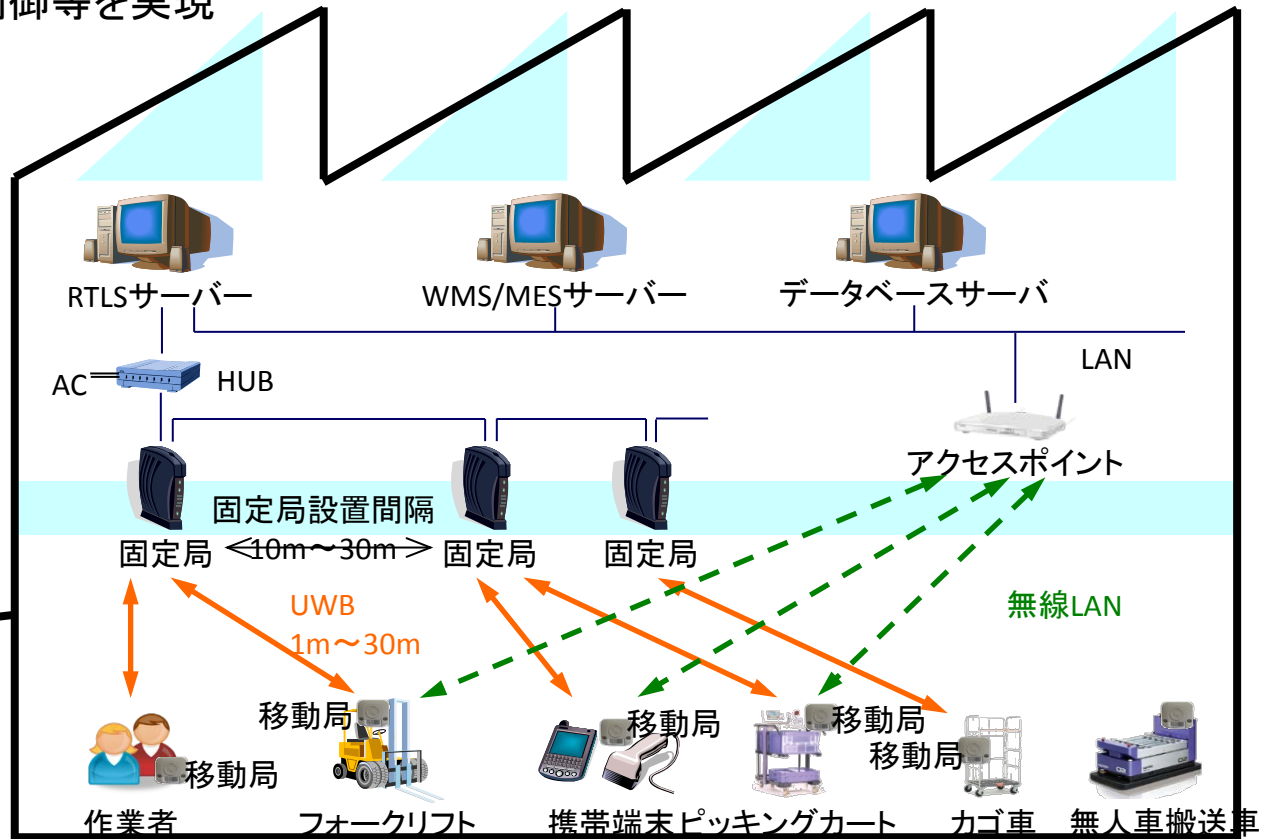 御等を実現
RTLSサーバー
WMS/MESサーバー
データベースサーバ
LAN
AC
HUB
アクセスポイント
固定局設置間隔
10m～30m
固定局
固定局
固定局
UWB
1m～30m
無線LAN
移動局
移動局
移動局
移動局
移動局
作業者
フォークリフト
携帯端末
ピッキングカート
カゴ車
無人車搬送車